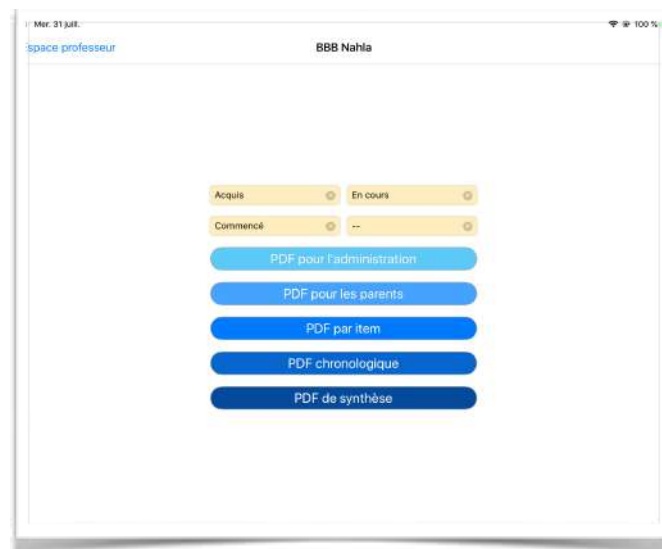 Mer. 31 juill. 100 %
space professeur BBB Nahla
Acquis En cours
Commencé --
PDF pour l'administration
PDF pour les parents
PDF par item
PDF chronologique
PDF de synthèse